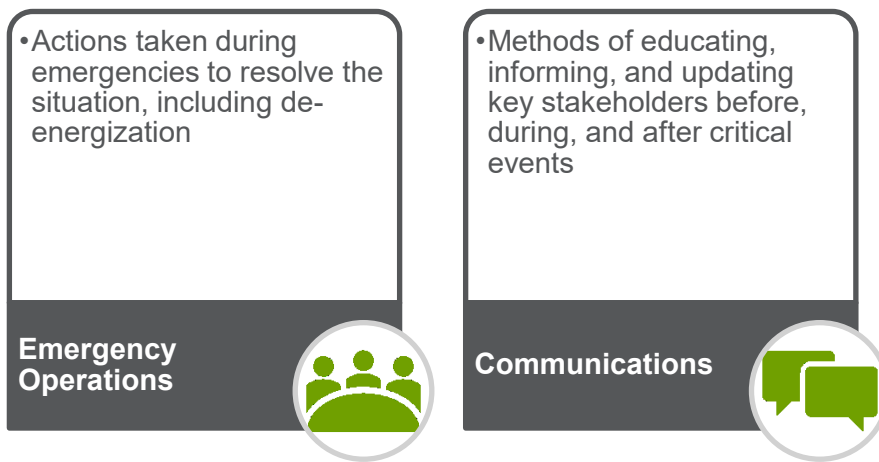 •Actions taken during
emergencies to resolve the
situation, including de-
energization
Emergency
Operations
•Methods of educating,
informing, and updating
key stakeholders before,
during, and after critical
events
Communications